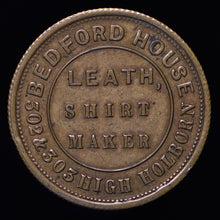 BEDFORD HOUSE
302 & 303 HIGH HOLBORN
LEATH,
SHIRT
MAKER